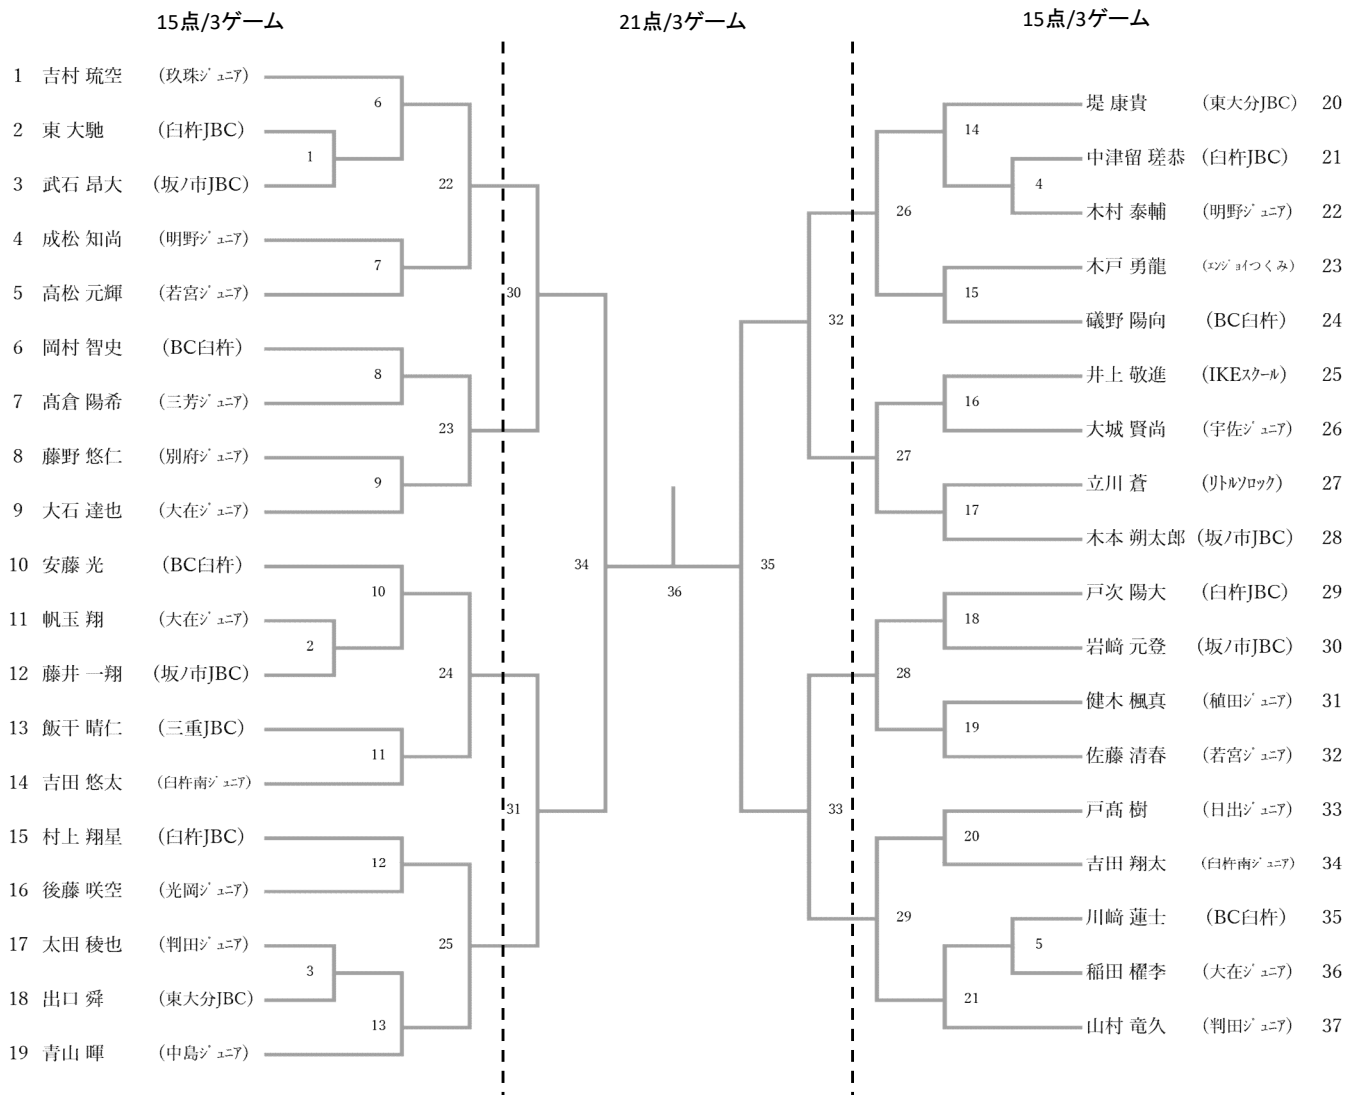 15点/3ゲーム 21点/3ゲーム 15点/3ゲーム
1 吉村 琉空 (玖珠ｼﾞｭﾆｱ)
2 東 大馳 (臼杵JBC)
3 武石 昂大 (坂ﾉ市JBC)
4 成松 知尚 (明野ｼﾞｭﾆｱ)
5 高松 元輝 (若宮ｼﾞｭﾆｱ)
6 岡村 智史 (BC臼杵)
7 髙倉 陽希 (三芳ｼﾞｭﾆｱ)
8 藤野 悠仁 (別府ｼﾞｭﾆｱ)
9 大石 達也 (大在ｼﾞｭﾆｱ)
10 安藤 光 (BC臼杵)
11 帆玉 翔 (大在ｼﾞｭﾆｱ)
12 藤井 一翔 (坂ﾉ市JBC)
13 飯干 晴仁 (三重JBC)
14 吉田 悠太 (臼杵南ｼﾞｭﾆｱ)
15 村上 翔星 (臼杵JBC)
16 後藤 咲空 (光岡ｼﾞｭﾆｱ)
17 太田 稜也 (判田ｼﾞｭﾆｱ)
18 出口 舜 (東大分JBC)
19 青山 暉 (中島ｼﾞｭﾆｱ)
1
2
3
6
7
8
9
10
11
12
13
22
23
24
25
30
31
34
36
35
32
33
26
27
28
29
14
15
16
17
18
19
20
21
4
5
堤 康貴 (東大分JBC) 20
中津留 瑳恭 (臼杵JBC) 21
木村 泰輔 (明野ｼﾞｭﾆｱ) 22
木戸 勇龍 (ｴﾝｼﾞｮｲつくみ) 23
礒野 陽向 (BC臼杵) 24
井上 敬進 (IKEｽｸｰﾙ) 25
大城 賢尚 (宇佐ｼﾞｭﾆｱ) 26
立川 蒼 (ﾘﾄﾙｿﾛｯｸ) 27
木本 朔太郎 (坂ﾉ市JBC) 28
戸次 陽大 (臼杵JBC) 29
岩﨑 元登 (坂ﾉ市JBC) 30
健木 楓真 (稙田ｼﾞｭﾆｱ) 31
佐藤 清春 (若宮ｼﾞｭﾆｱ) 32
戸髙 樹 (日出ｼﾞｭﾆｱ) 33
吉田 翔太 (臼杵南ｼﾞｭﾆｱ) 34
川﨑 蓮士 (BC臼杵) 35
稲田 櫂李 (大在ｼﾞｭﾆｱ) 36
山村 竜久 (判田ｼﾞｭﾆｱ) 37